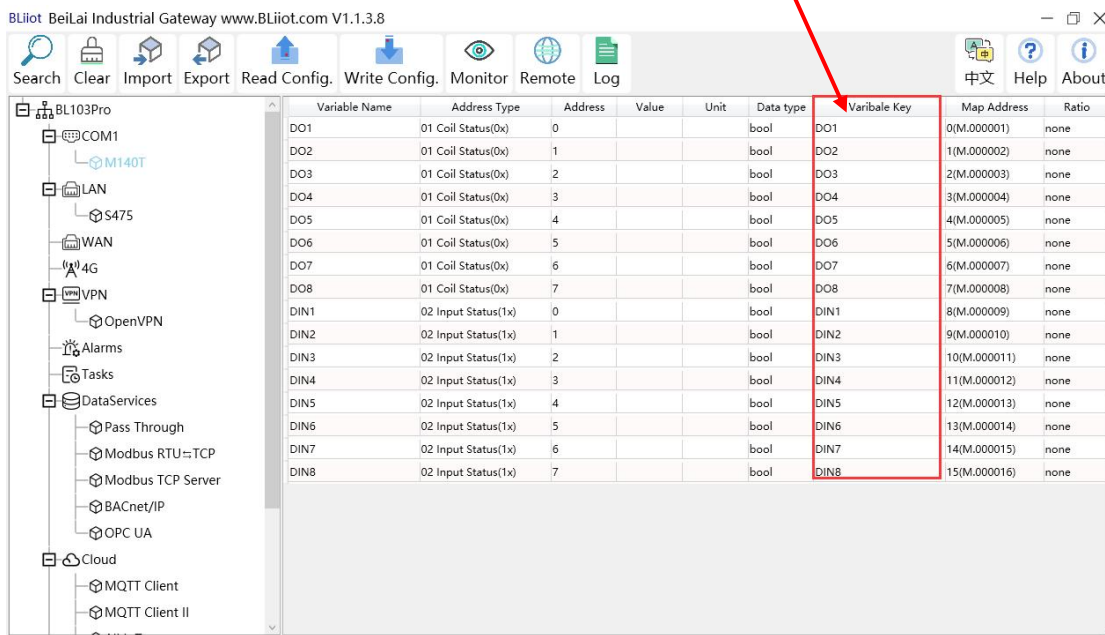 BLiiot BeiLai Industrial Gateway www.BLiiot.com V1.1.3.8
Search Clear Import Export Read Config. Write Config. Monitor Remote Log 中文 Help About
BL103Pro
COM1
M140T
LAN
S475
WAN
4G
VPN VPN
OpenVPN
Alarms
Tasks
DataServices
Pass Through
Modbus RTU⇆TCP
Modbus TCP Server
BACnet/IP
OPC UA
Cloud
MQTT Client
MQTT Client II
Variable Name Address Type Address Value Unit Data type Varibale Key Map Address Ratio
DO1 01 Coil Status(0x) 0 bool DO1 0(M.000001) none
DO2 01 Coil Status(0x) 1 bool DO2 1(M.000002) none
DO3 01 Coil Status(0x) 2 bool DO3 2(M.000003) none
DO4 01 Coil Status(0x) 3 bool DO4 3(M.000004) none
DO5 01 Coil Status(0x) 4 bool DO5 4(M.000005) none
DO6 01 Coil Status(0x) 5 bool DO6 5(M.000006) none
DO7 01 Coil Status(0x) 6 bool DO7 6(M.000007) none
DO8 01 Coil Status(0x) 7 bool DO8 7(M.000008) none
DIN1 02 Input Status(1x) 0 bool DIN1 8(M.000009) none
DIN2 02 Input Status(1x) 1 bool DIN2 9(M.000010) none
DIN3 02 Input Status(1x) 2 bool DIN3 10(M.000011) none
DIN4 02 Input Status(1x) 3 bool DIN4 11(M.000012) none
DIN5 02 Input Status(1x) 4 bool DIN5 12(M.000013) none
DIN6 02 Input Status(1x) 5 bool DIN6 13(M.000014) none
DIN7 02 Input Status(1x) 6 bool DIN7 14(M.000015) none
DIN8 02 Input Status(1x) 7 bool DIN8 15(M.000016) none